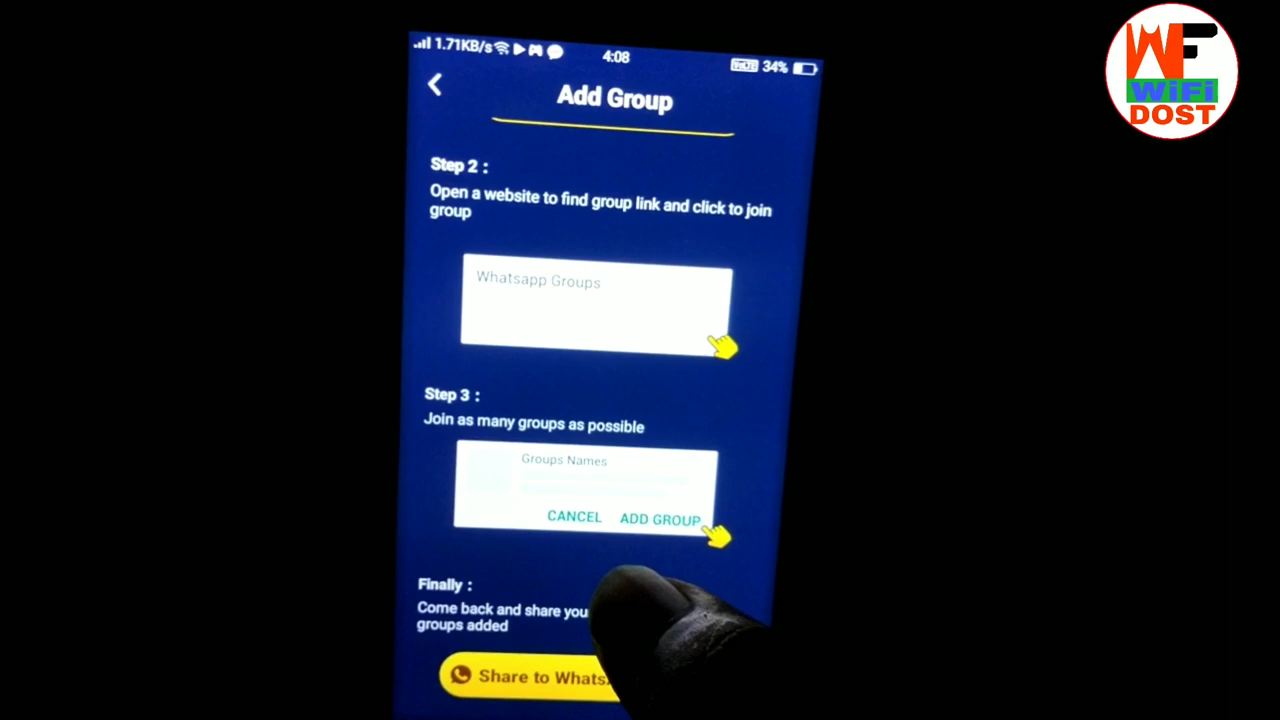 1.71KB/s
4:08
VoLTE
34%
WF
WiFi
DOST
Add Group
Step 2 :
Open a website to find group link and click to join
group
Whatsapp Groups
Step 3 :
Join as many groups as possible
Groups Names
CANCEL ADD GROUP
Finally :
Come back and share you
groups added
Share to Whats